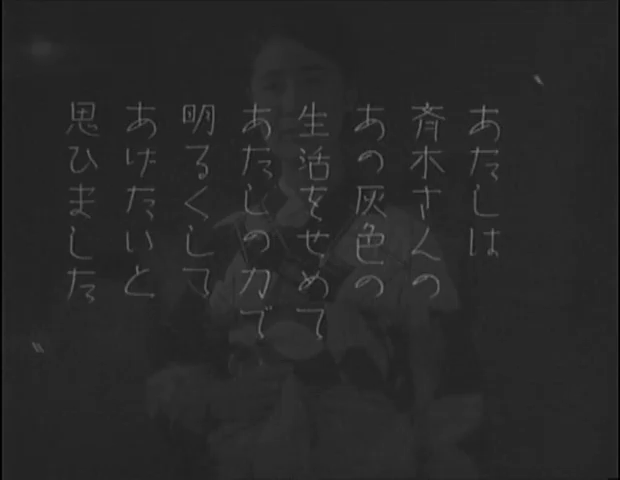 あたしは
斉木さんの
あの灰色の
生活をせめて
あたしの力で
明るくして
あげたいと
思ひました